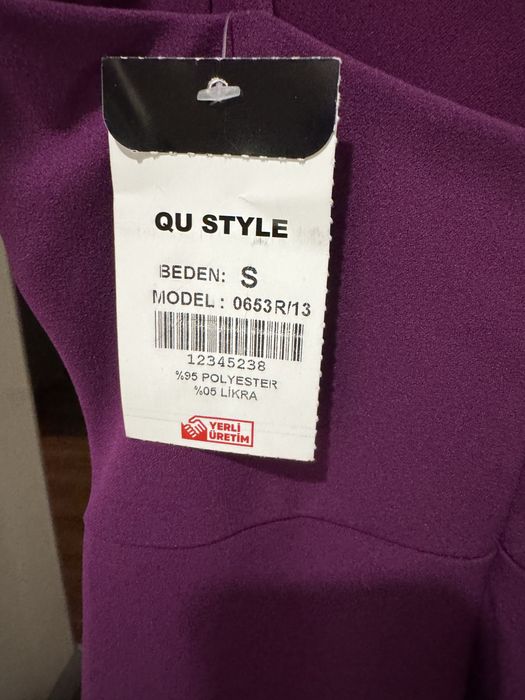 QU STYLE
BEDEN: S
MODEL : 0653R/13
12345238
%95 POLYESTER
%05 LİKRA
YERLİ
ÜRETİM